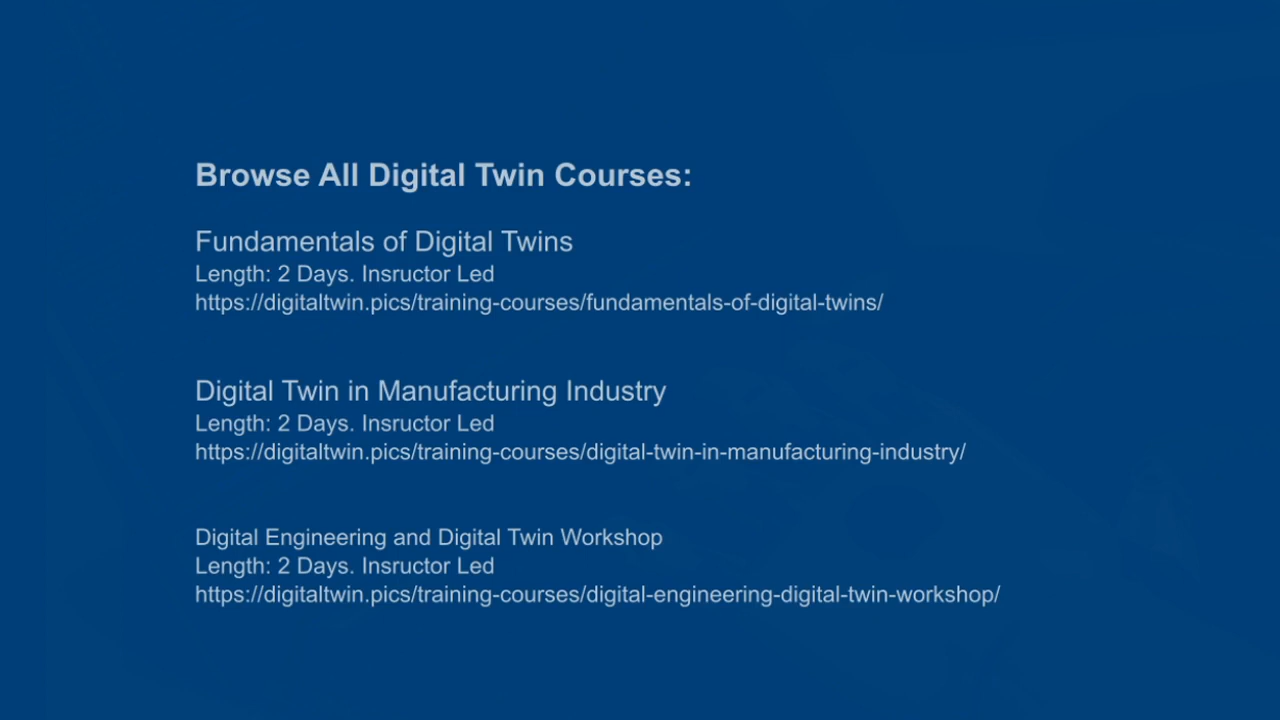 Browse All Digital Twin Courses:
Fundamentals of Digital Twins
Length: 2 Days. Insructor Led
https://digitaltwin.pics/training-courses/fundamentals-of-digital-twins/
Digital Twin in Manufacturing Industry
Length: 2 Days. Insructor Led
https://digitaltwin.pics/training-courses/digital-twin-in-manufacturing-industry/
Digital Engineering and Digital Twin Workshop
Length: 2 Days. Insructor Led
https://digitaltwin.pics/training-courses/digital-engineering-digital-twin-workshop/